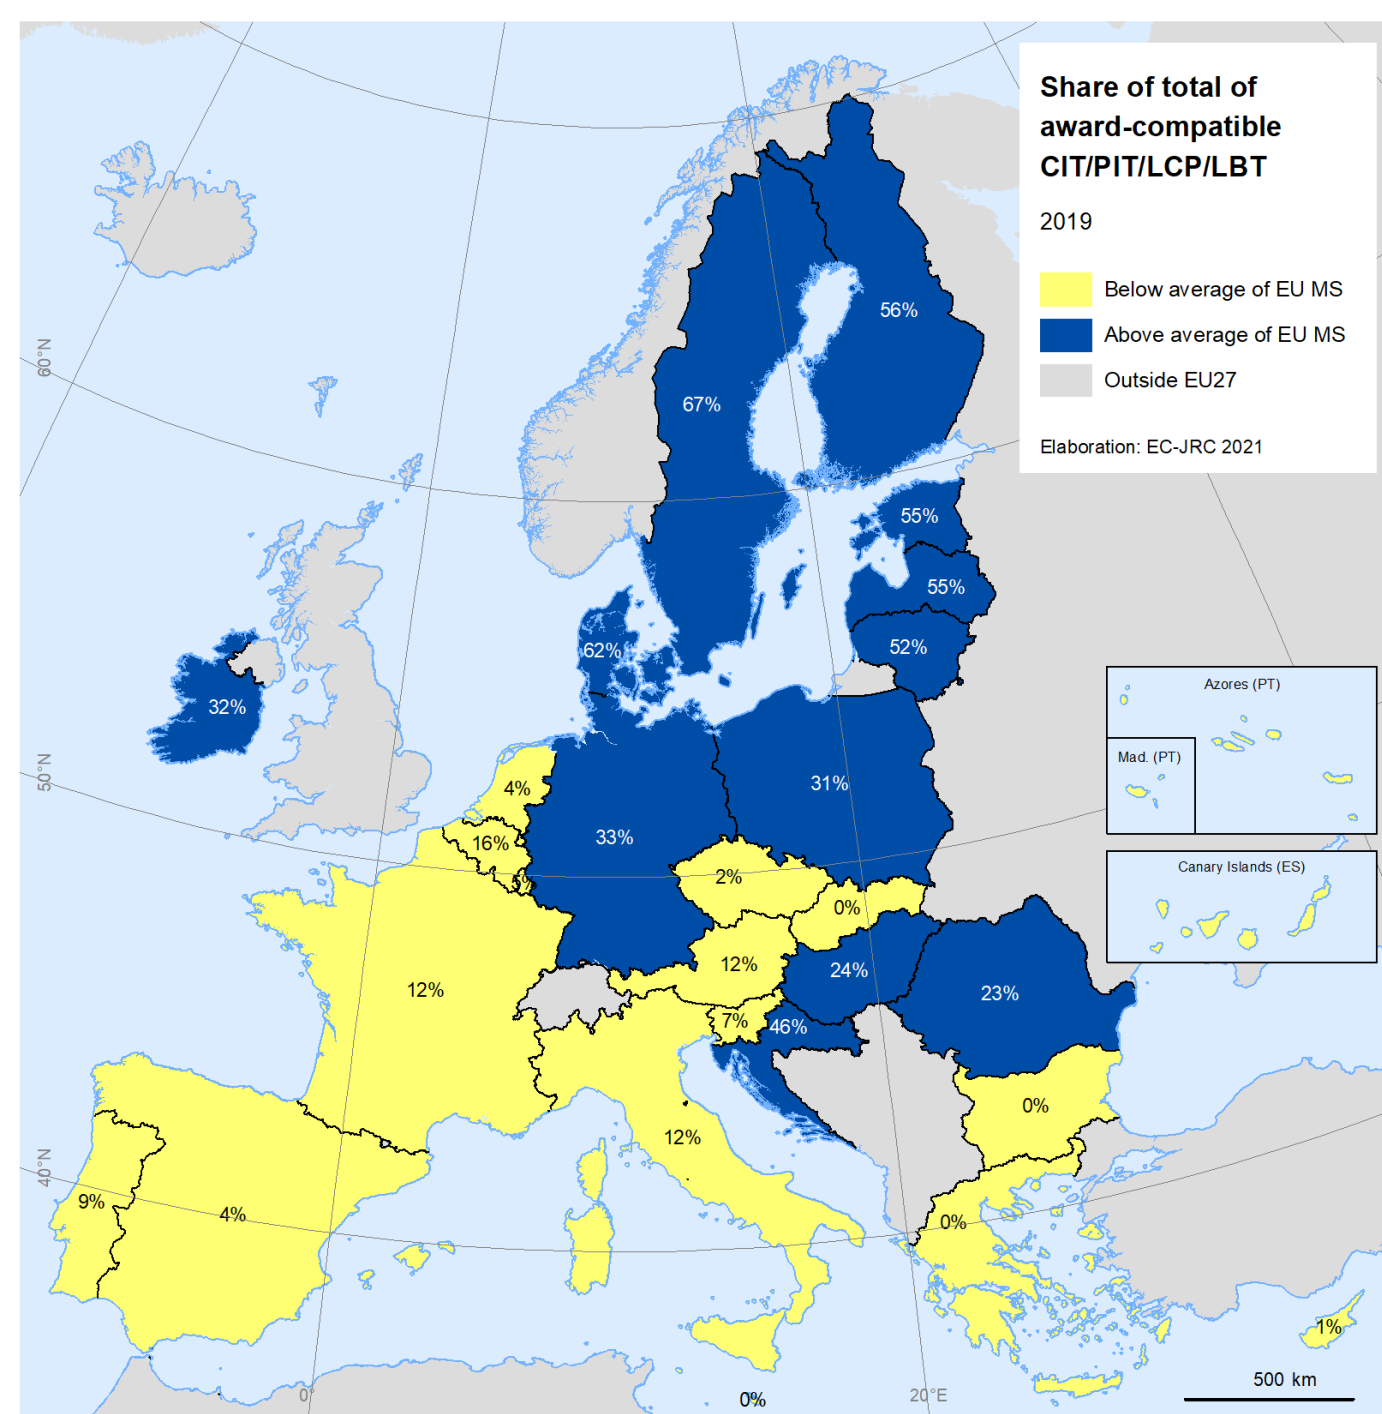 Share of total of
award-compatible
CIT/PIT/LCP/LBT
2019
Below average of EU MS
Above average of EU MS
Outside EU27
Elaboration: EC-JRC 2021
60°N
56%
67%
55%
55%
52%
62%
32%
Azores (PT)
Mad. (PT)
50°N
4%
31%
33%
16%
5%
2%
Canary Islands (ES)
0%
12%
24%
12%
23%
7%
46%
0%
12%
40°N
9%
4%
0%
1%
500 km
0°
0%
20°E